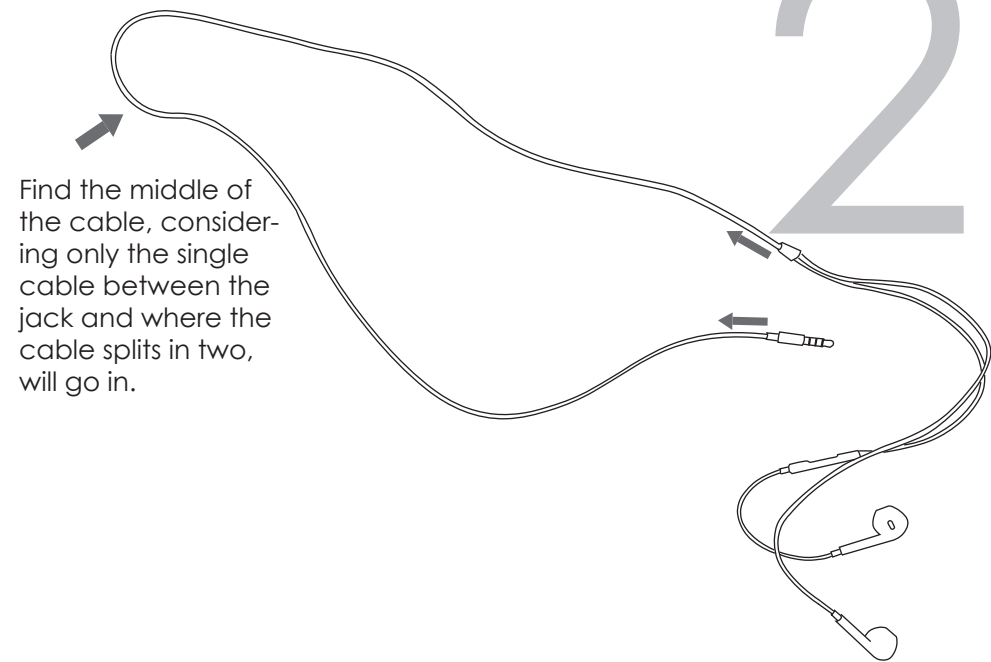 2
Find the middle of
the cable, consider-
ing only the single
cable between the
jack and where the
cable splits in two,
will go in.